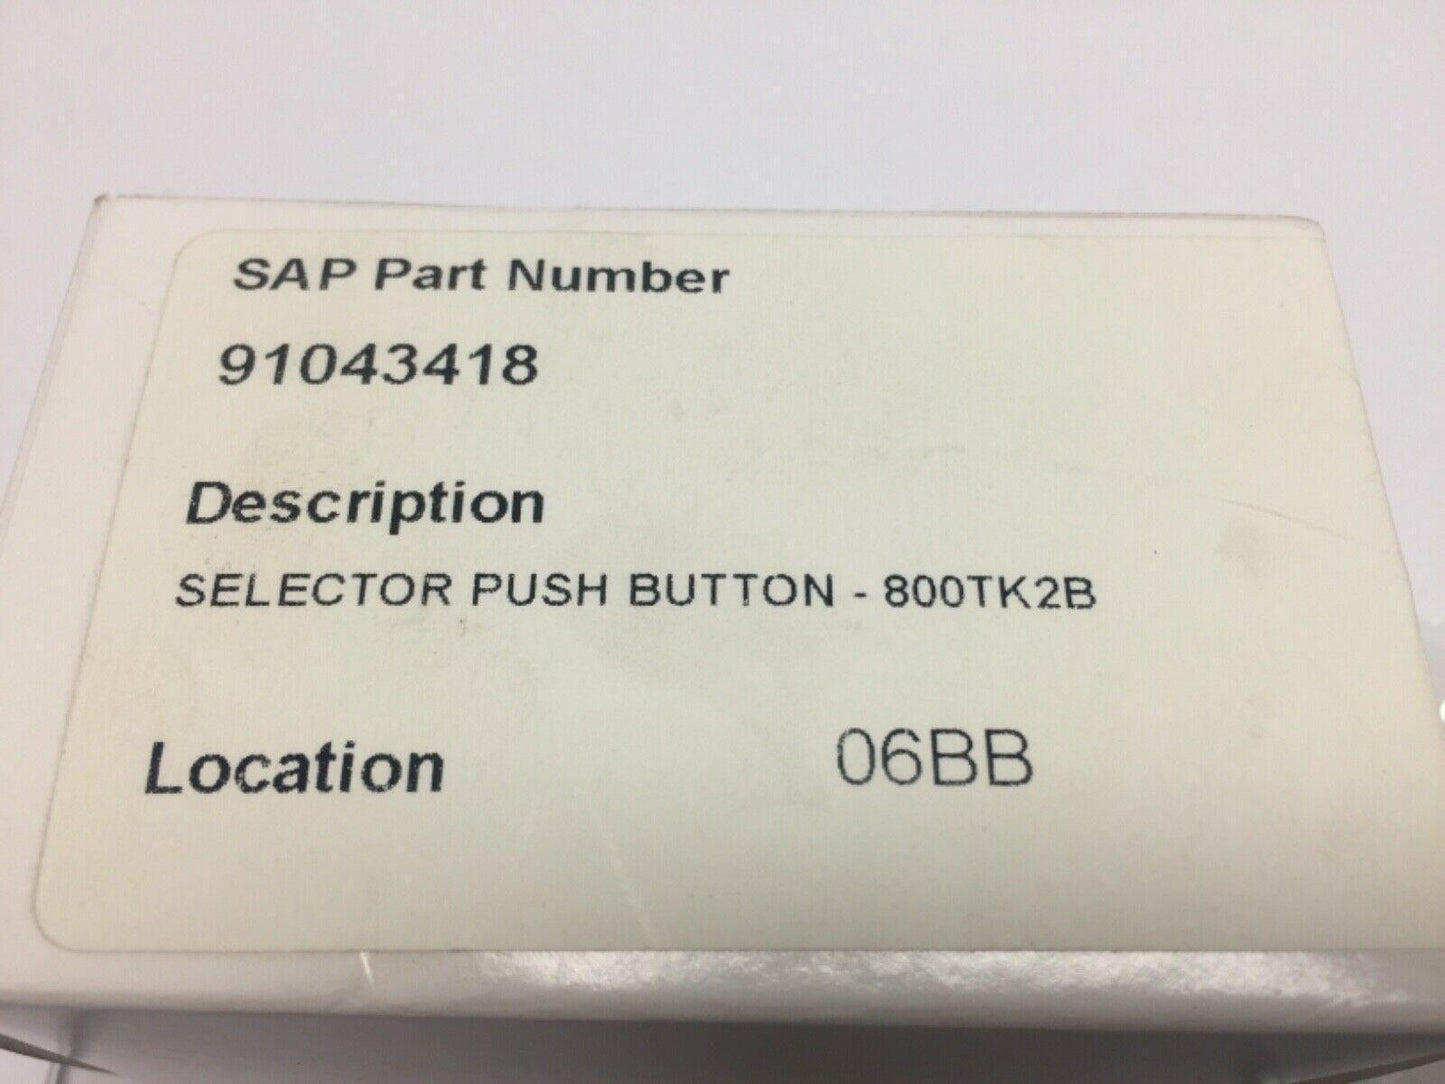 SAP Part Number
91043418
Description
SELECTOR PUSH BUTTON - 800TK2B
Location 06BB